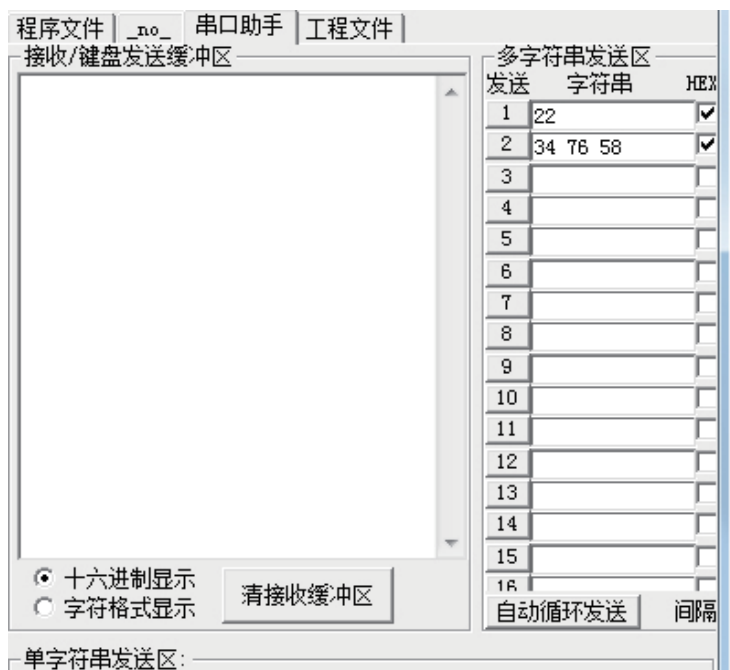 程序文件 _no_ 串口助手 工程文件
接收/键盘发送缓冲区
多字符串发送区
发送 字符串 HEX
1 22
2 34 76 58
3
4
5
6
7
8
9
10
11
12
13
14
15
16
十六进制显示
字符格式显示
清接收缓冲区
自动循环发送 间隔
单字符串发送区: